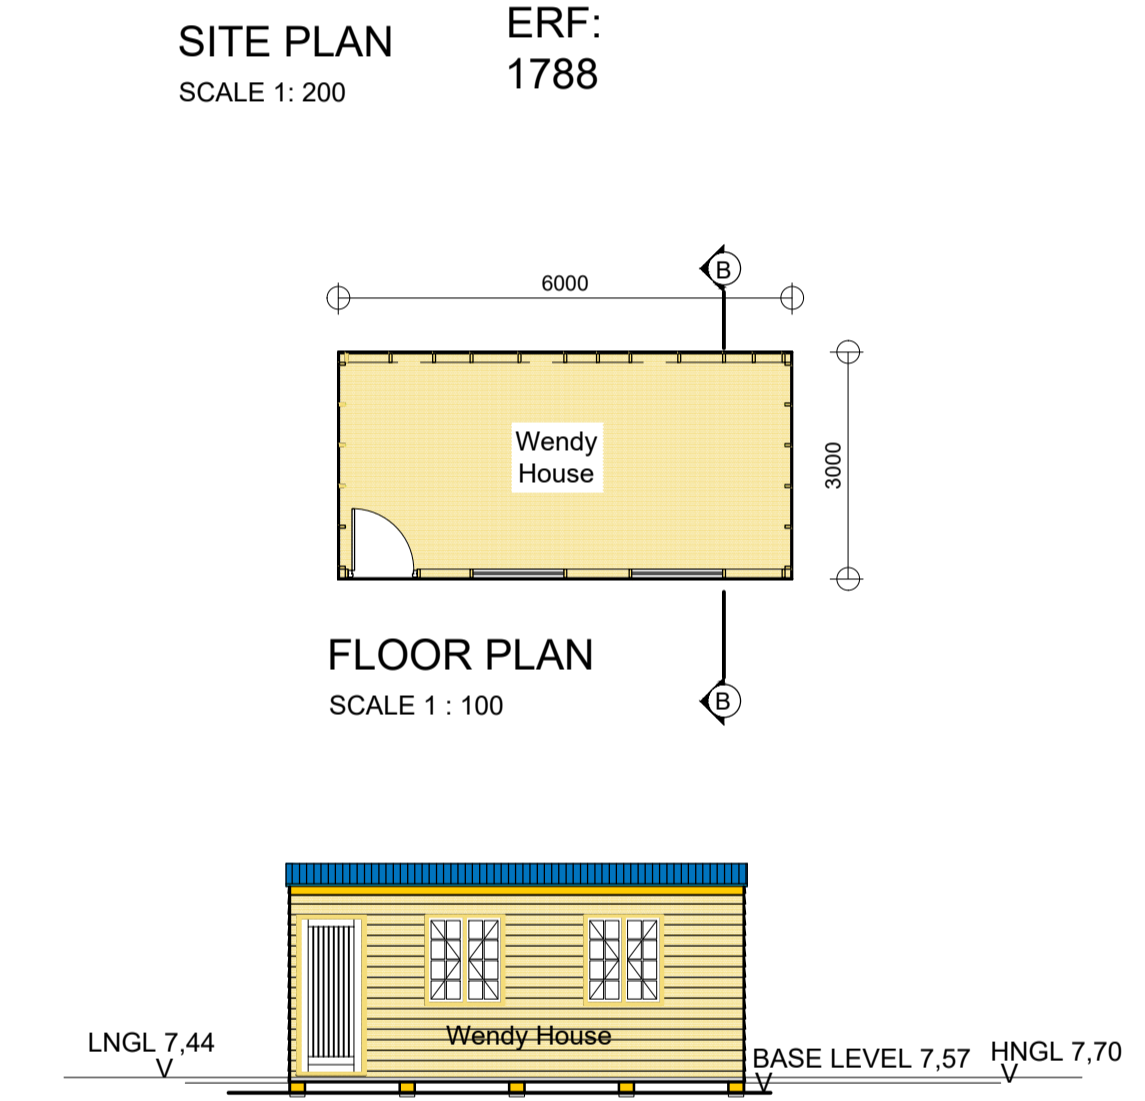 SITE PLAN
SCALE 1: 200
ERF:
1788
B
6000
Wendy
House
3000
FLOOR PLAN
SCALE 1 : 100
B
Wendy House
LNGL 7,44
V
BASE LEVEL 7,57
V
HNGL 7,70
V